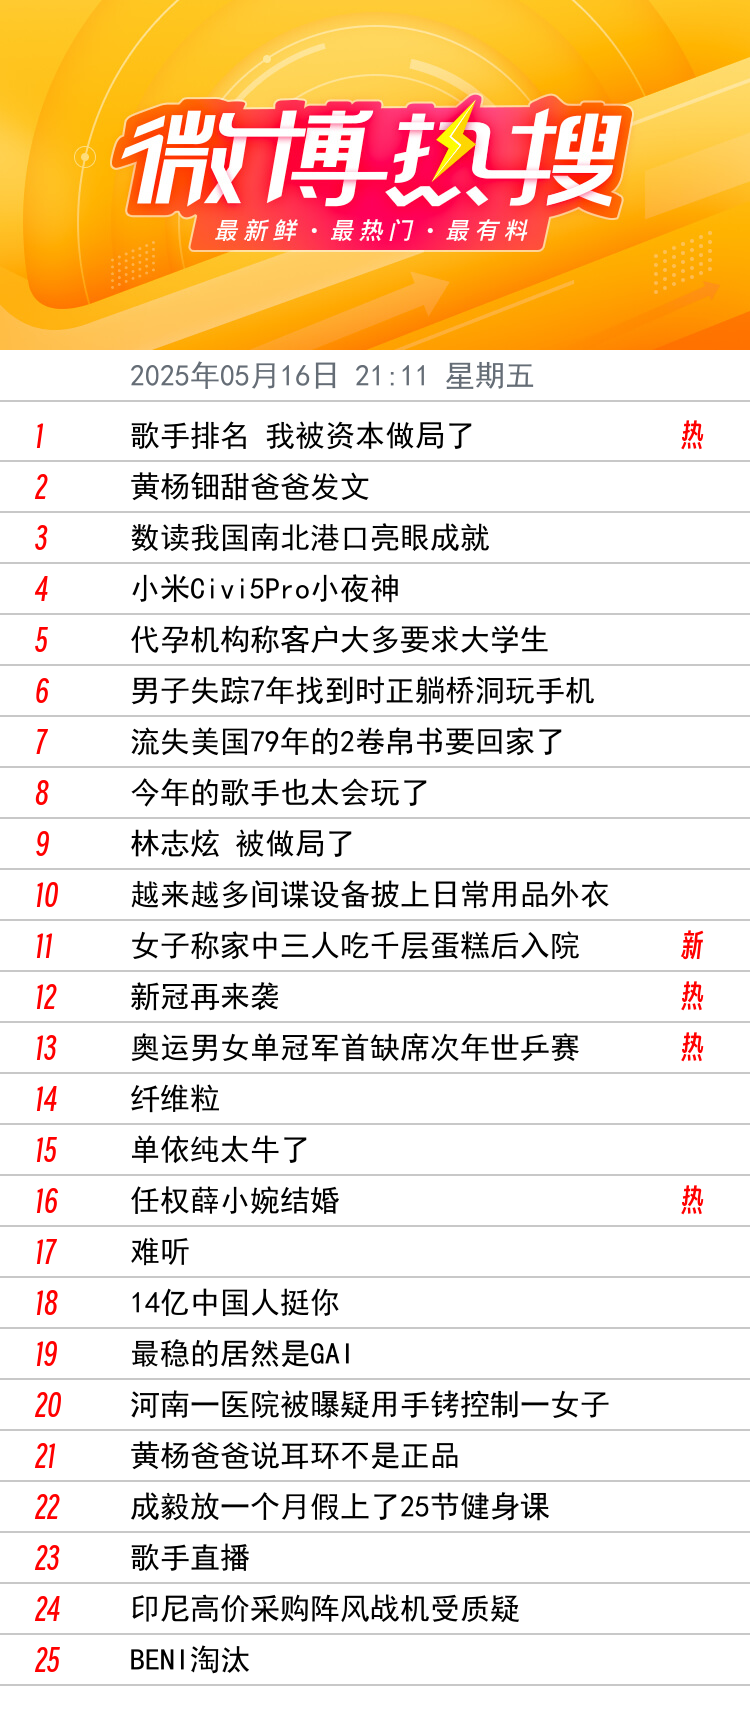 微博热搜
最新鲜·最热门·最有料
2025年05月16日 21:11 星期五
1 歌手排名 我被资本做局了 热
2 黄杨钿甜爸爸发文
3 数读我国南北港口亮眼成就
4 小米Civi5Pro小夜神
5 代孕机构称客户大多要求大学生
6 男子失踪7年找到时正躺桥洞玩手机
7 流失美国79年的2卷帛书要回家了
8 今年的歌手也太会玩了
9 林志炫 被做局了
10 越来越多间谍设备披上日常用品外衣
11 女子称家中三人吃千层蛋糕后入院 新
12 新冠再来袭 热
13 奥运男女单冠军首缺席次年世乒赛 热
14 纤维粒
15 单依纯太牛了
16 任权薛小婉结婚 热
17 难听
18 14亿中国人挺你
19 最稳的居然是GAI
20 河南一医院被曝疑用手铐控制一女子
21 黄杨爸爸说耳环不是正品
22 成毅放一个月假上了25节健身课
23 歌手直播
24 印尼高价采购阵风战机受质疑
25 BENI淘汰